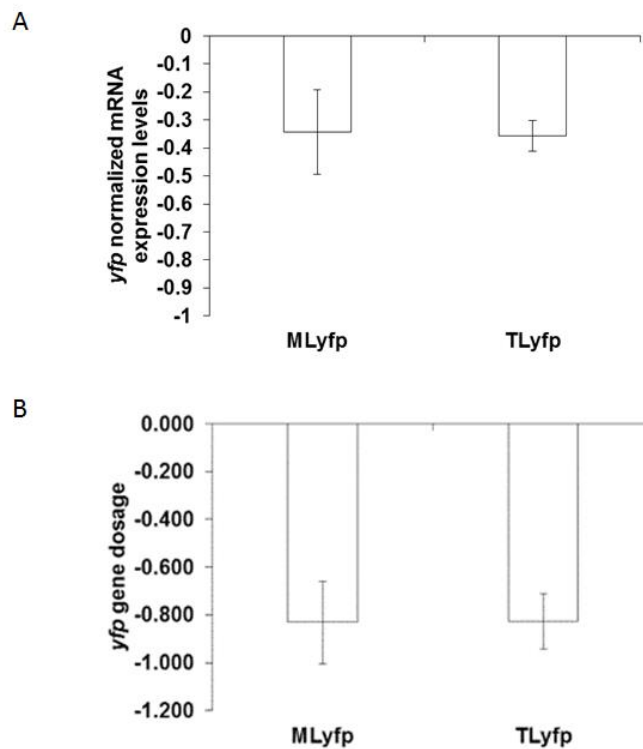 A
yfp normalized mRNA
expression levels
0
-0.1
-0.2
-0.3
-0.4
-0.5
-0.6
-0.7
-0.8
-0.9
-1
MLyfp TLyfp
B
yfp gene dosage
0.000
-0.200
-0.400
-0.600
-0.800
-1.000
-1.200
MLyfp TLyfp